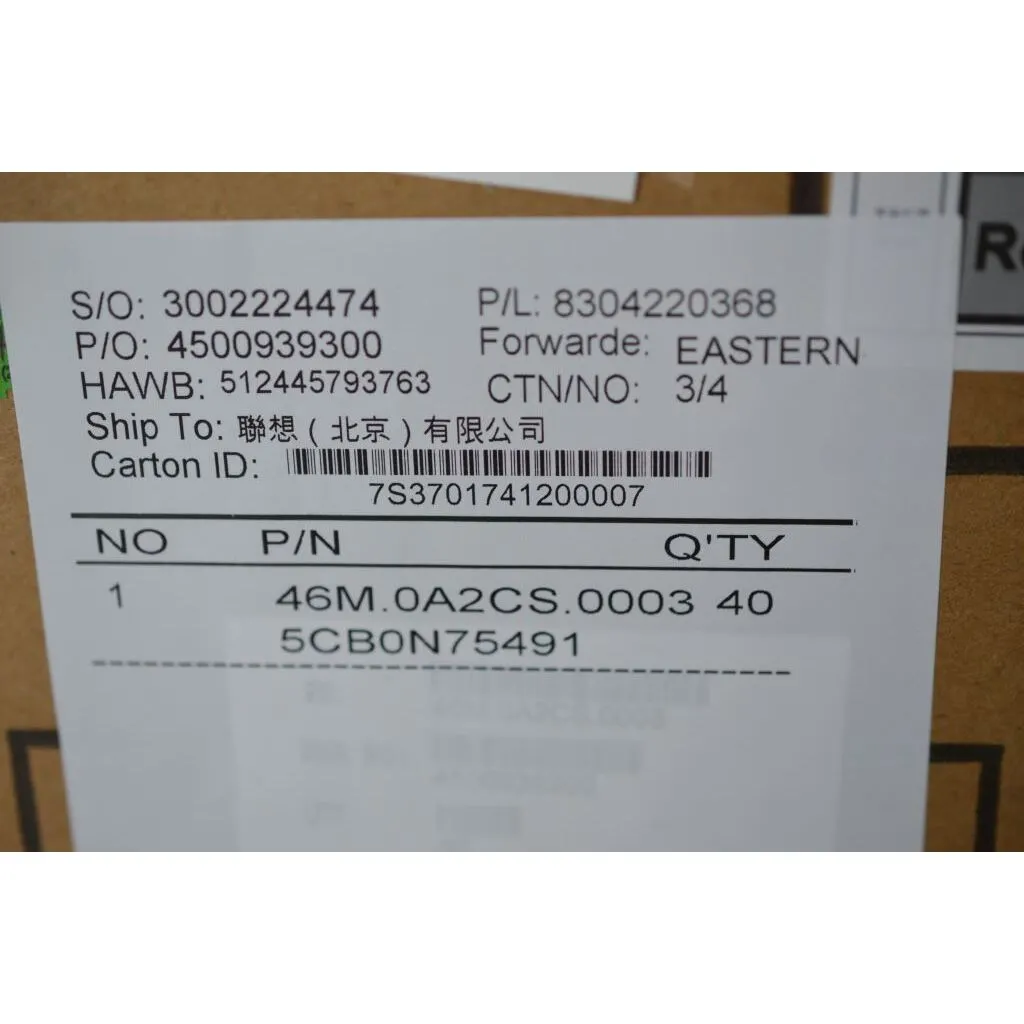 S/O: 3002224474 P/L: 8304220368
P/O: 4500939300 Forwarde: EASTERN
HAWB: 512445793763 CTN/NO: 3/4
Ship To: 聯想（北京）有限公司
Carton ID:
7S3701741200007
NO P/N Q'TY
1 46M.0A2CS.0003 40
5CB0N75491